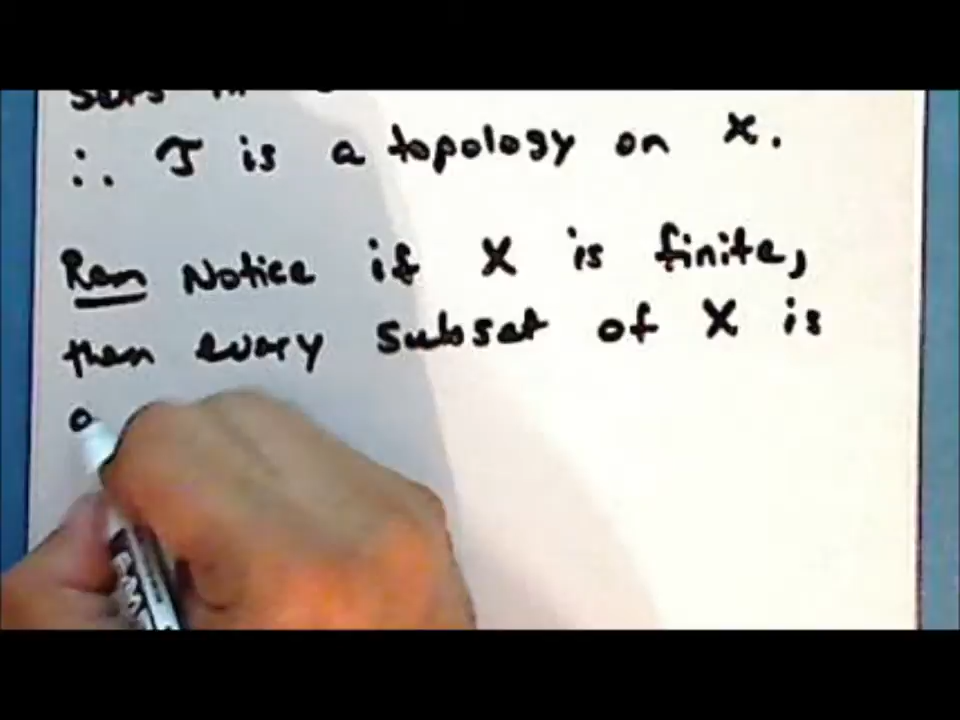 ∴ T is a topology on X.
Rem Notice if X is finite,
then every subset of X is